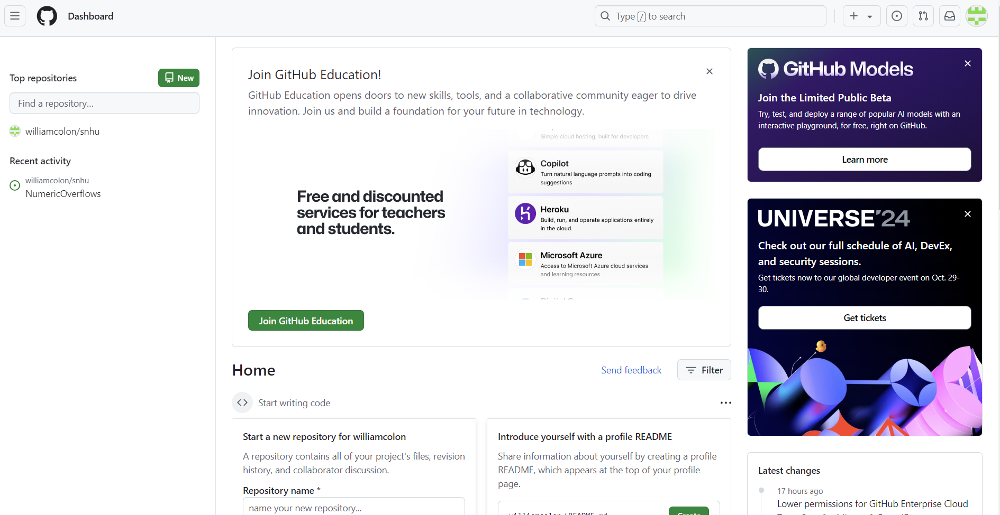 Dashboard
Type / to search
Top repositories
New
Find a repository...
williamcolon/snhu
Recent activity
williamcolon/snhu
NumericOverflows
Join GitHub Education!
GitHub Education opens doors to new skills, tools, and a collaborative community eager to drive
innovation. Join us and build a foundation for your future in technology.
Free and discounted
services for teachers
and students.
Simple cloud hosting, built for developers
Copilot
Turn natural language prompts into coding
suggestions
Heroku
Build, run, and operate applications entirely
in the cloud.
Microsoft Azure
Access to Microsoft Azure cloud services
and learning resources
Join GitHub Education
Home
Send feedback
Filter
Start writing code
Start a new repository for williamcolon
A repository contains all of your project's files, revision
history, and collaborator discussion.
Repository name *
name your new repository...
Introduce yourself with a profile README
Share information about yourself by creating a profile
README, which appears at the top of your profile
page.
williamcolon/README.md
Create
GitHub Models
Join the Limited Public Beta
Try, test, and deploy a range of popular AI models with an
interactive playground, for free, right on GitHub.
Learn more
UNIVERSE'24
Check out our full schedule of AI, DevEx,
and security sessions.
Get tickets now to our global developer event on Oct. 29-
30.
Get tickets
Latest changes
17 hours ago
Lower permissions for GitHub Enterprise Cloud